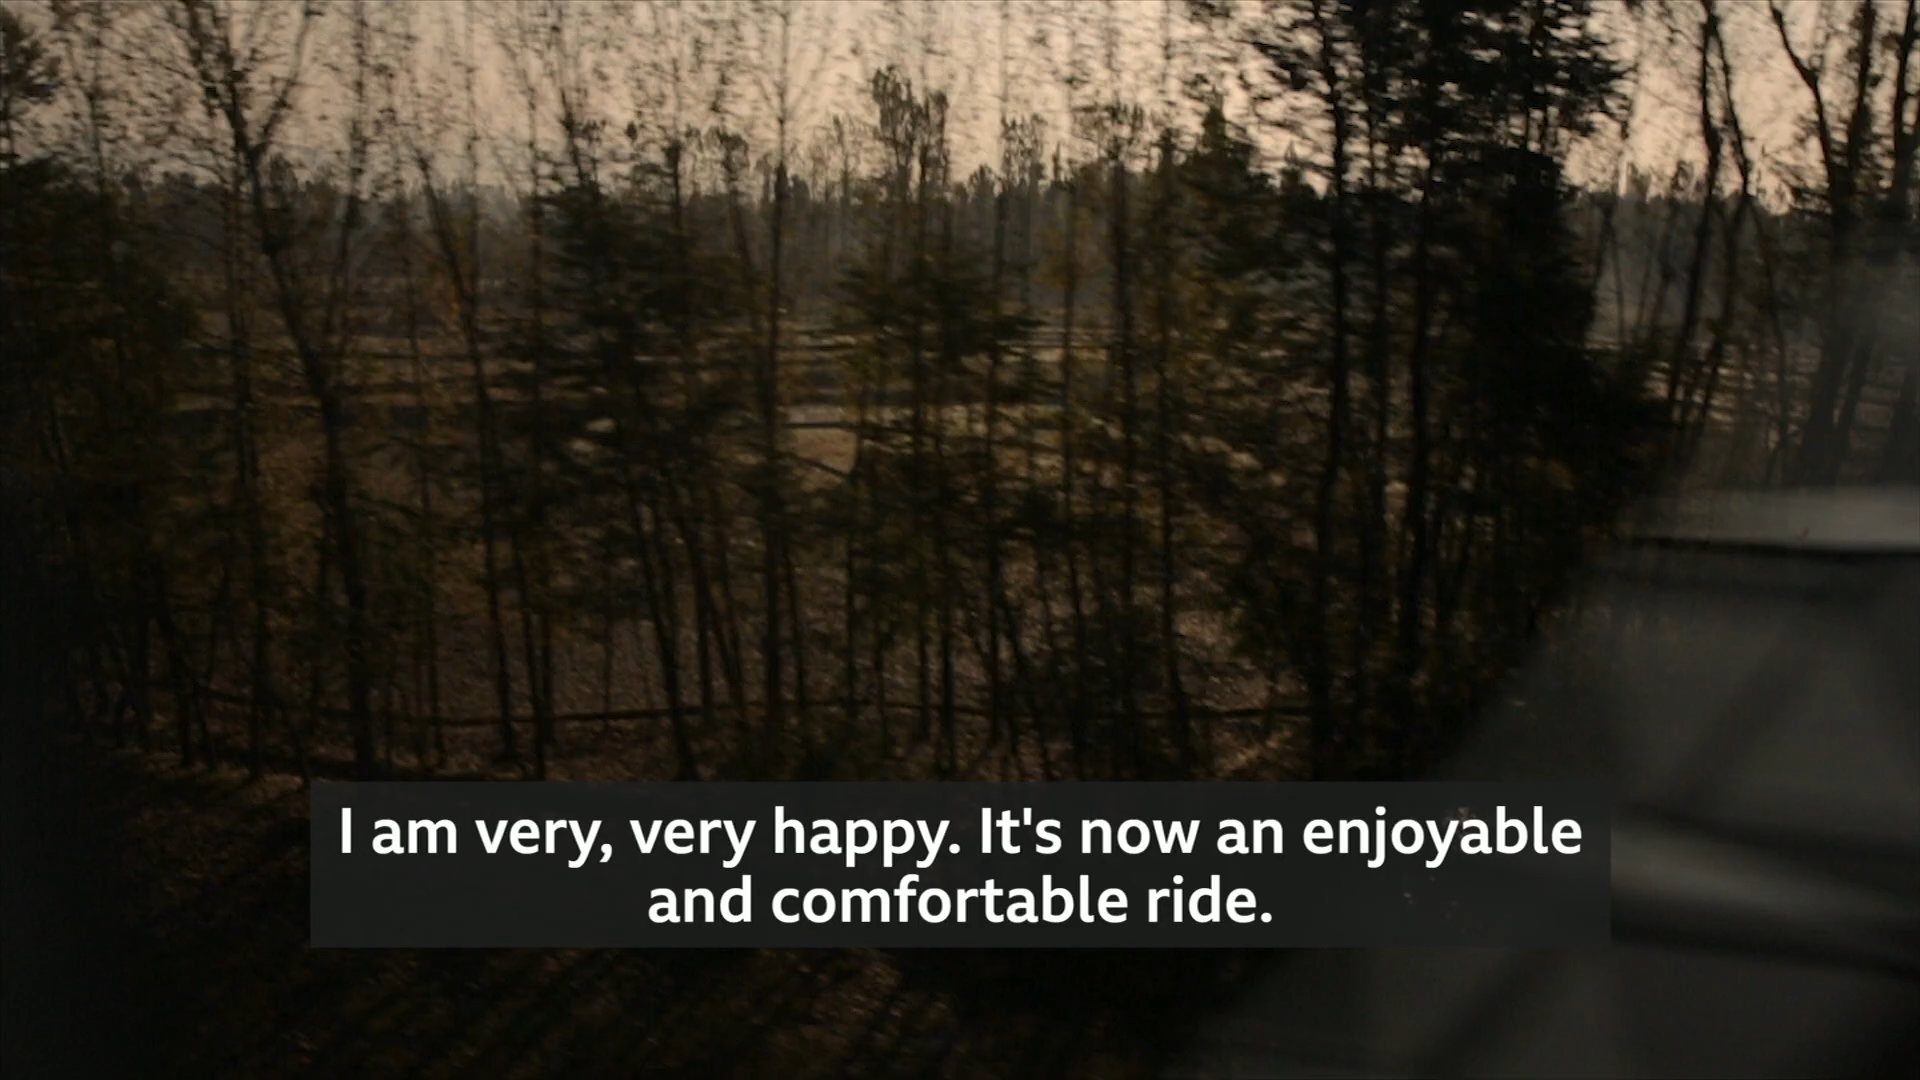 I am very, very happy. It's now an enjoyable
and comfortable ride.